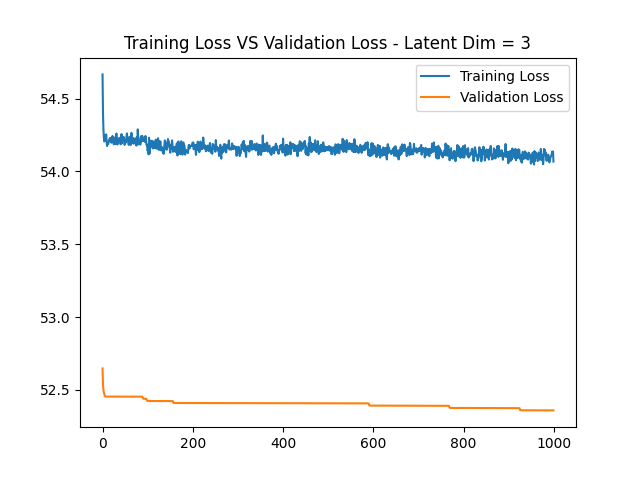 Training Loss VS Validation Loss - Latent Dim = 3
Training Loss
Validation Loss
54.5
54.0
53.5
53.0
52.5
0 200 400 600 800 1000